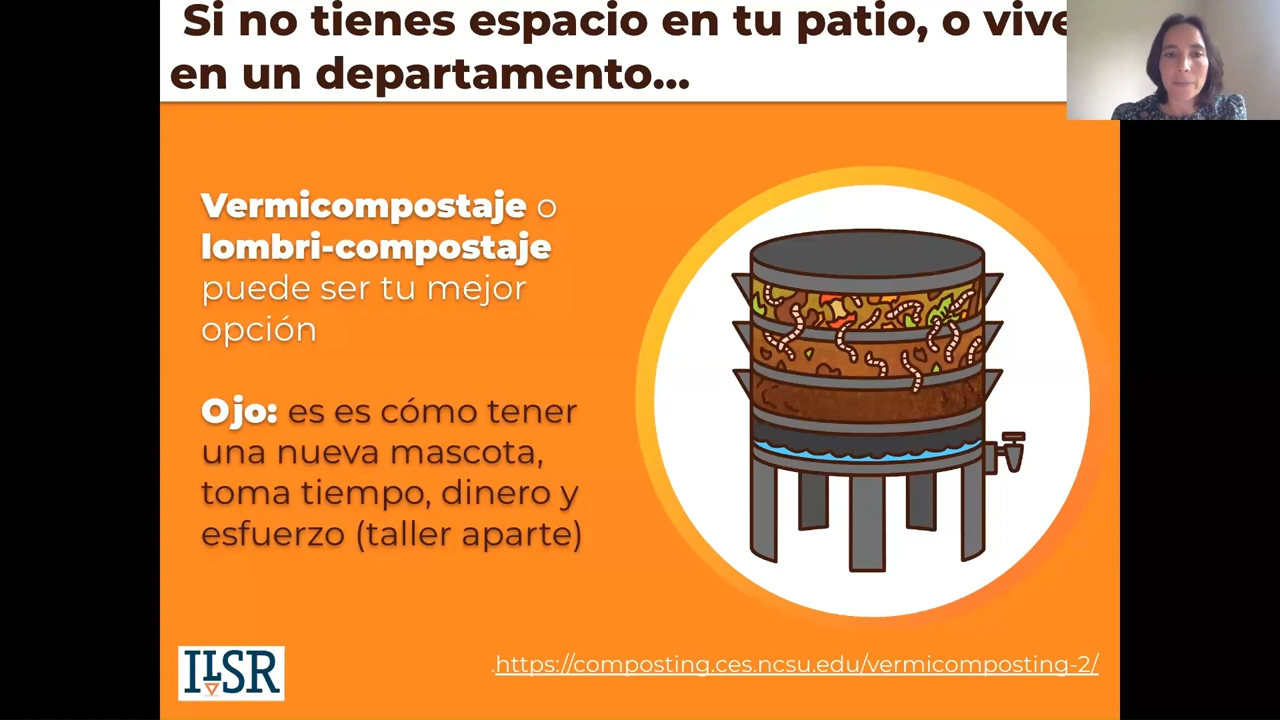 Si no tienes espacio en tu patio, o vive
en un departamento...
Vermicompostaje o
lombri-compostaje
puede ser tu mejor
opción
Ojo: es es cómo tener
una nueva mascota,
toma tiempo, dinero y
esfuerzo (taller aparte)
ILSR
.https://composting.ces.ncsu.edu/vermicomposting-2/